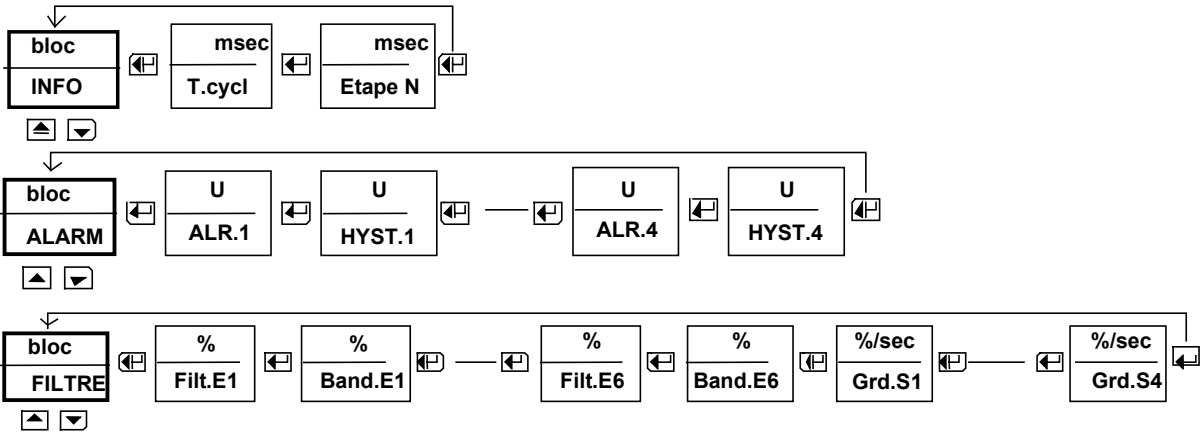 bloc
INFO
msec
T.cycl
msec
Etape N
bloc
ALARM
U
ALR.1
U
HYST.1
U
ALR.4
U
HYST.4
bloc
FILTRE
%
Filt.E1
%
Band.E1
%
Filt.E6
%
Band.E6
%/sec
Grd.S1
%/sec
Grd.S4